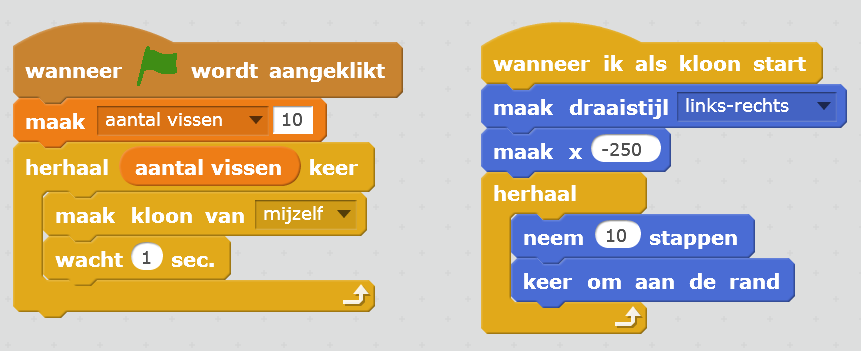 wanneer wordt aangeklikt
maak aantal vissen 10
herhaal aantal vissen keer
maak kloon van mijzelf
wacht 1 sec.
wanneer ik als kloon start
maak draaistijl links-rechts
maak x -250
herhaal
neem 10 stappen
keer om aan de rand